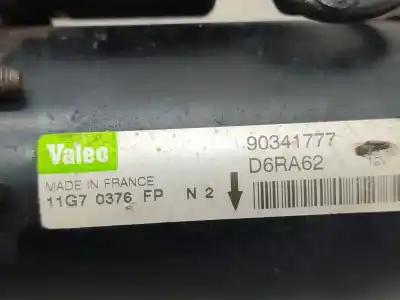 Valeo
90341777
D6RA62
MADE IN FRANCE
11G7 0376 FP N 2